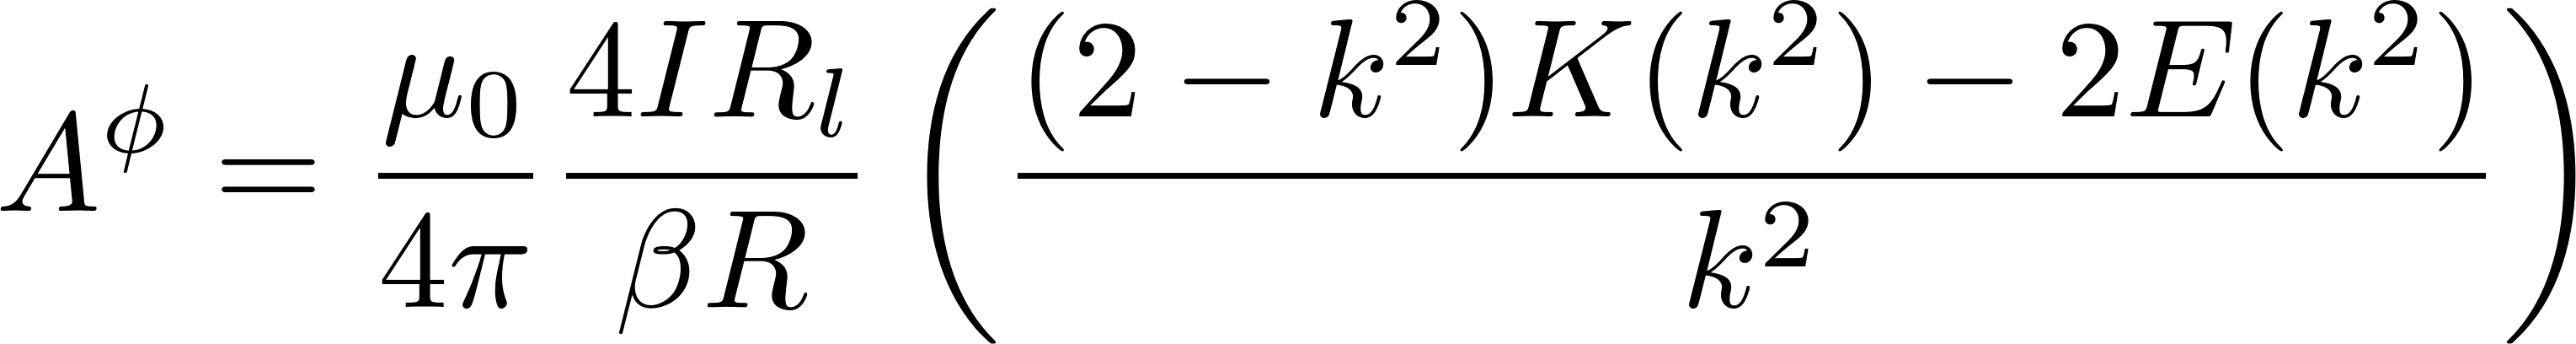 $A^{\phi} = \frac{\mu_0}{4\pi} \frac{4IR_l}{\beta R} \left( \frac{(2 - k^2)K(k^2) - 2E(k^2)}{k^2} \right)$